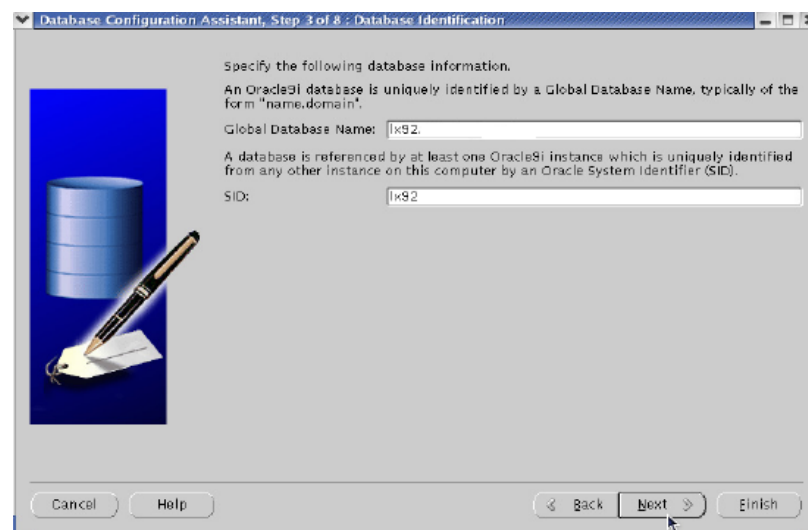 Database Configuration Assistant, Step 3 of 8 : Database Identification
Specify the following database information.
An Oracle9i database is uniquely identified by a Global Database Name, typically of the
form "name.domain".
Global Database Name: lx92.
A database is referenced by at least one Oracle9i instance which is uniquely identified
from any other instance on this computer by an Oracle System Identifier (SID).
SID: lx92
Cancel Help Back Next Finish